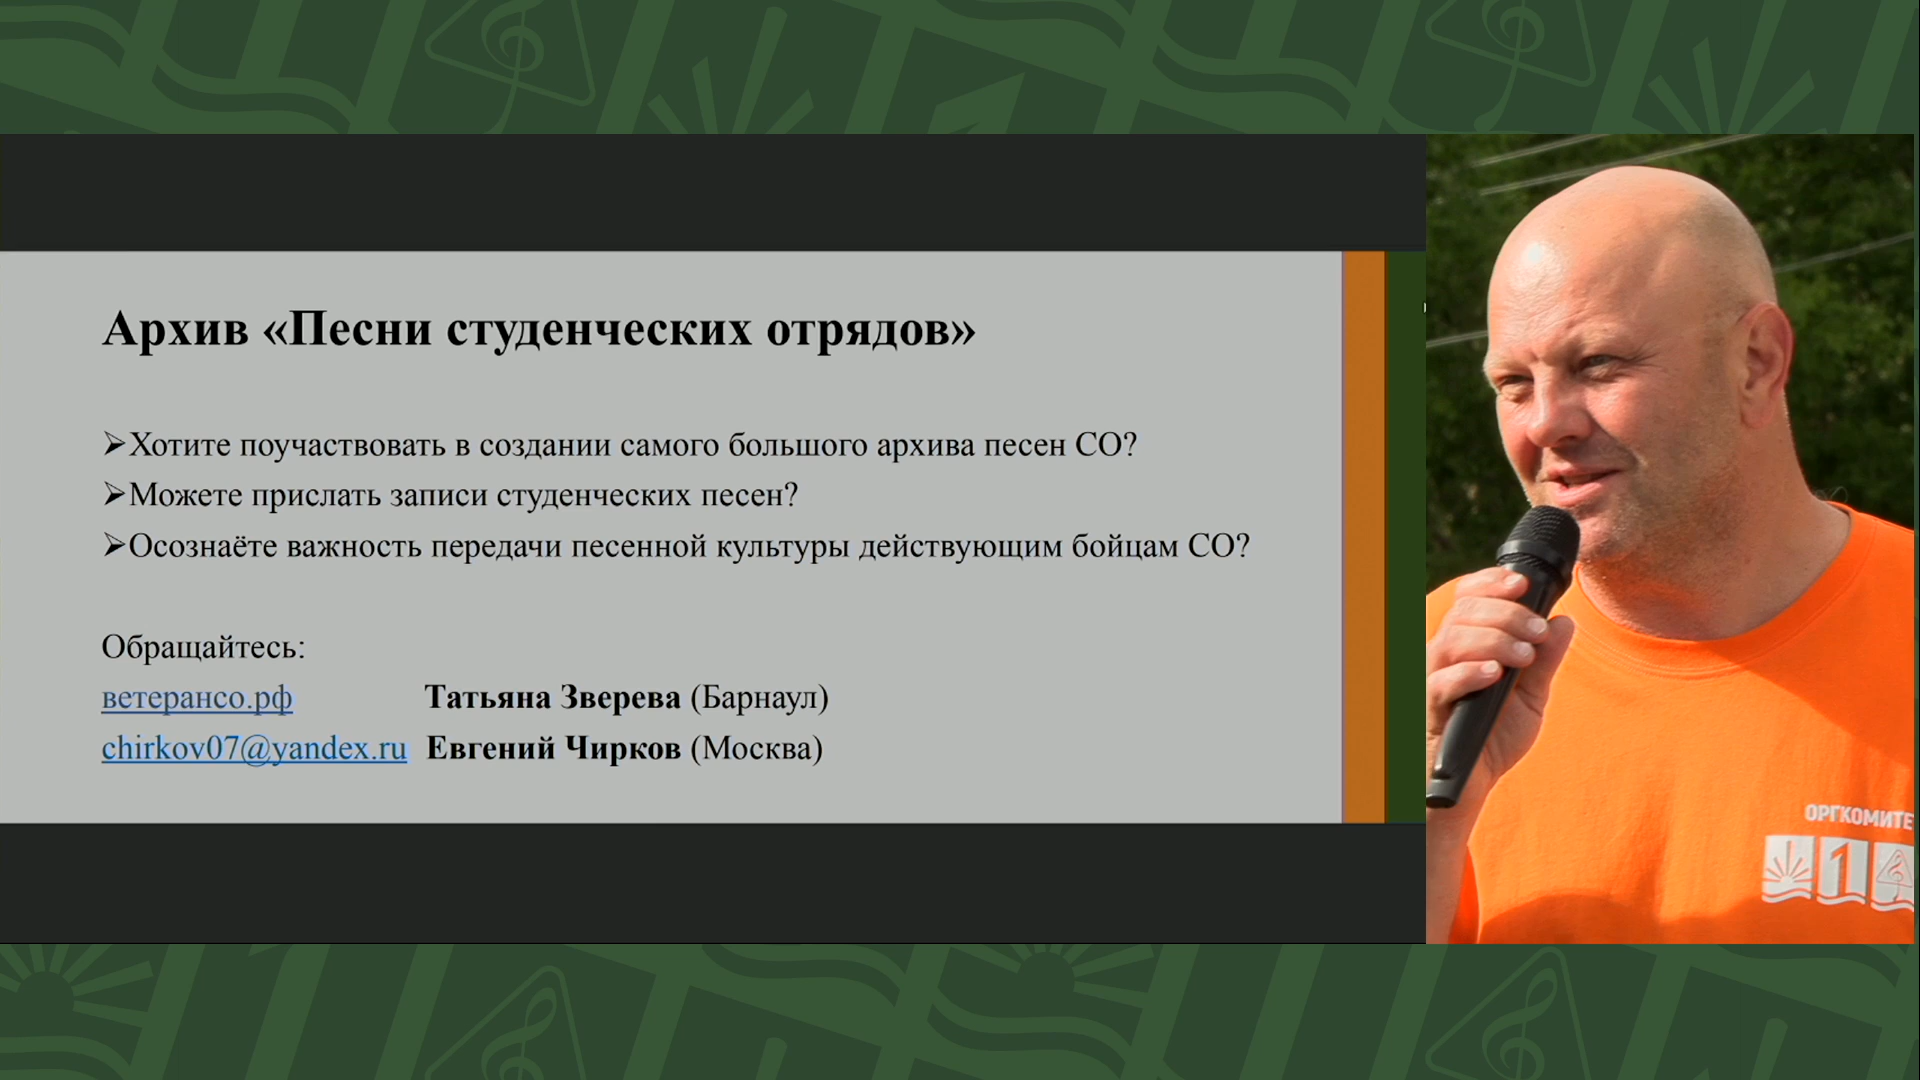 Архив «Песни студенческих отрядов»
➢Хотите поучаствовать в создании самого большого архива песен СО?
➢Можете прислать записи студенческих песен?
➢Осознаёте важность передачи песенной культуры действующим бойцам СО?
Обращайтесь:
ветерансо.рф Татьяна Зверева (Барнаул)
chirkov07@yandex.ru Евгений Чирков (Москва)
ОРГКОМИТЕ
1